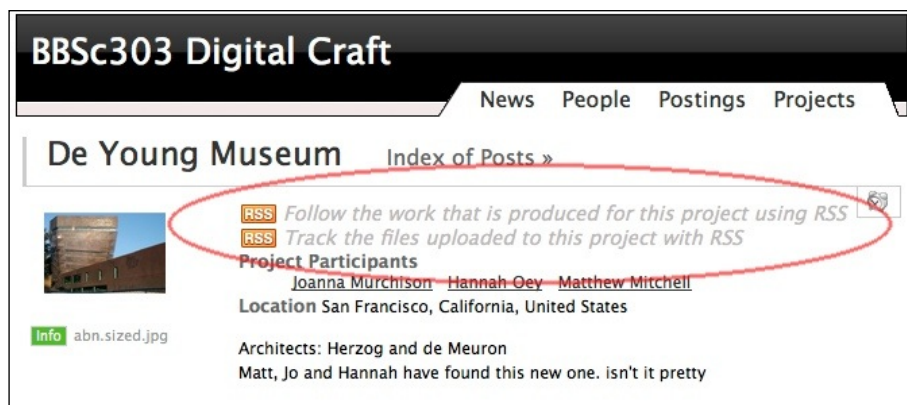 BBSc303 Digital Craft
News People Postings Projects
De Young Museum Index of Posts »
RSS Follow the work that is produced for this project using RSS
RSS Track the files uploaded to this project with RSS
Project Participants
Joanna Murchison Hannah Oey Matthew Mitchell
Location San Francisco, California, United States
Info abn.sized.jpg
Architects: Herzog and de Meuron
Matt, Jo and Hannah have found this new one. isn't it pretty